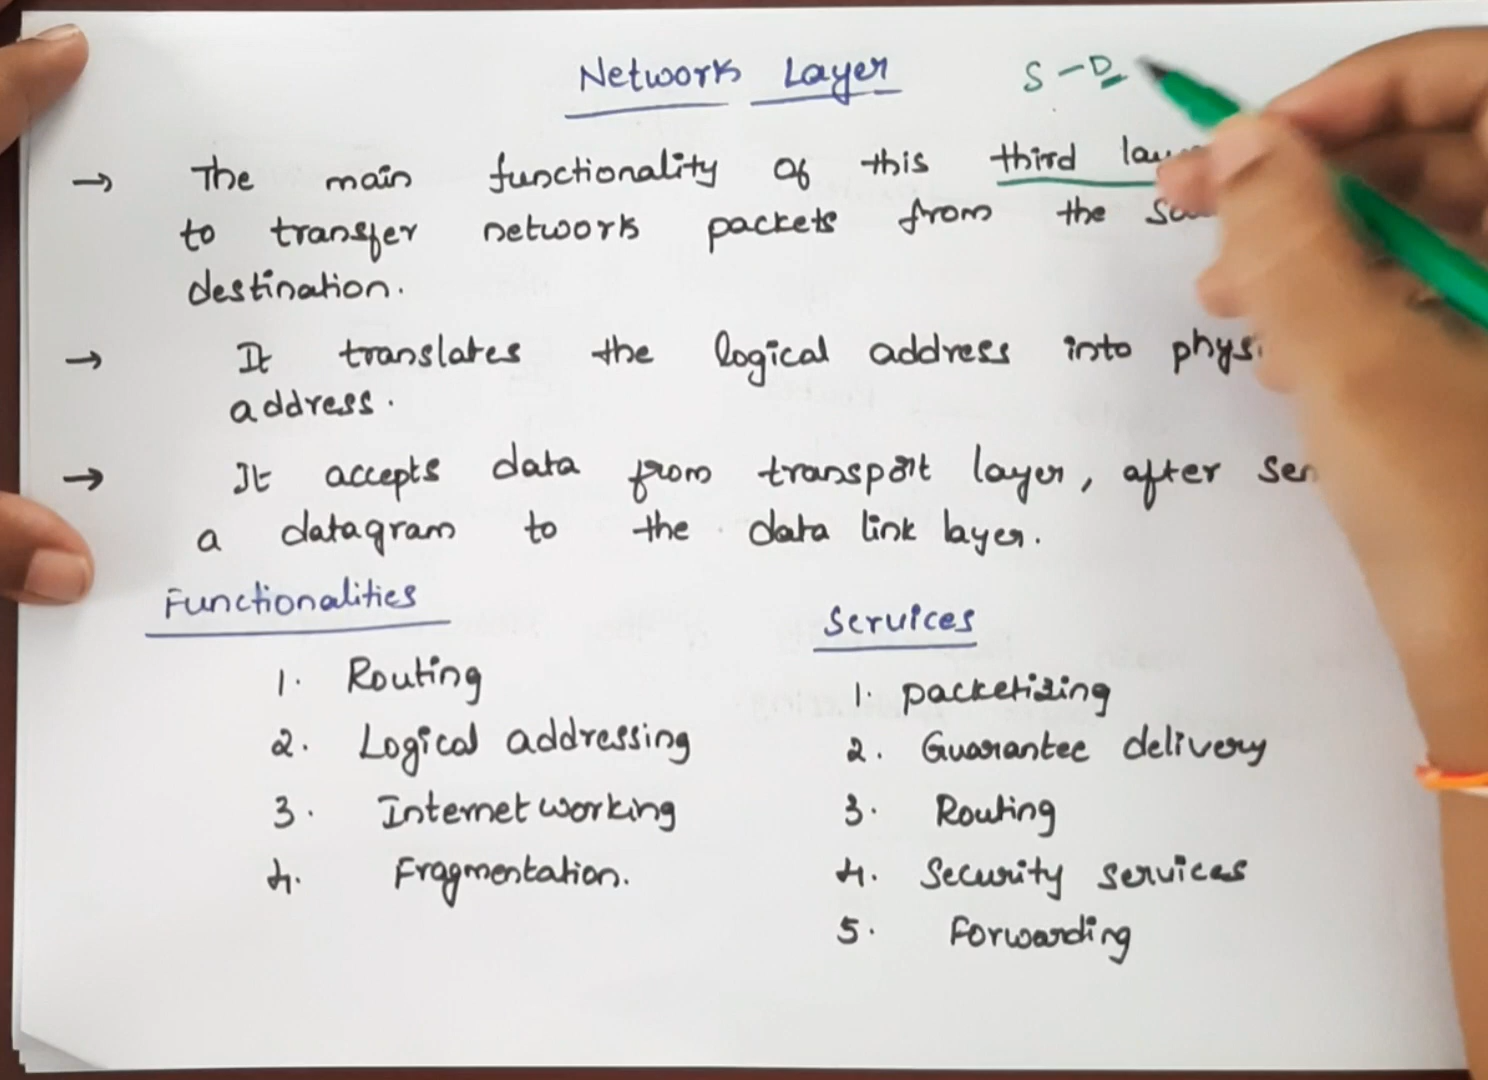 Network Layer
S - D
→ The main functionality of this third
to transfer network packets from the
destination.
→ It translates the logical address into
address.
→ It accepts data from transport layer, after
a datagram to the data link layer.
Functionalities
1. Routing
2. Logical addressing
3. Internetworking
4. Fragmentation.
Services
1. packetizing
2. Guarantee delivery
3. Routing
4. Security services
5. Forwarding